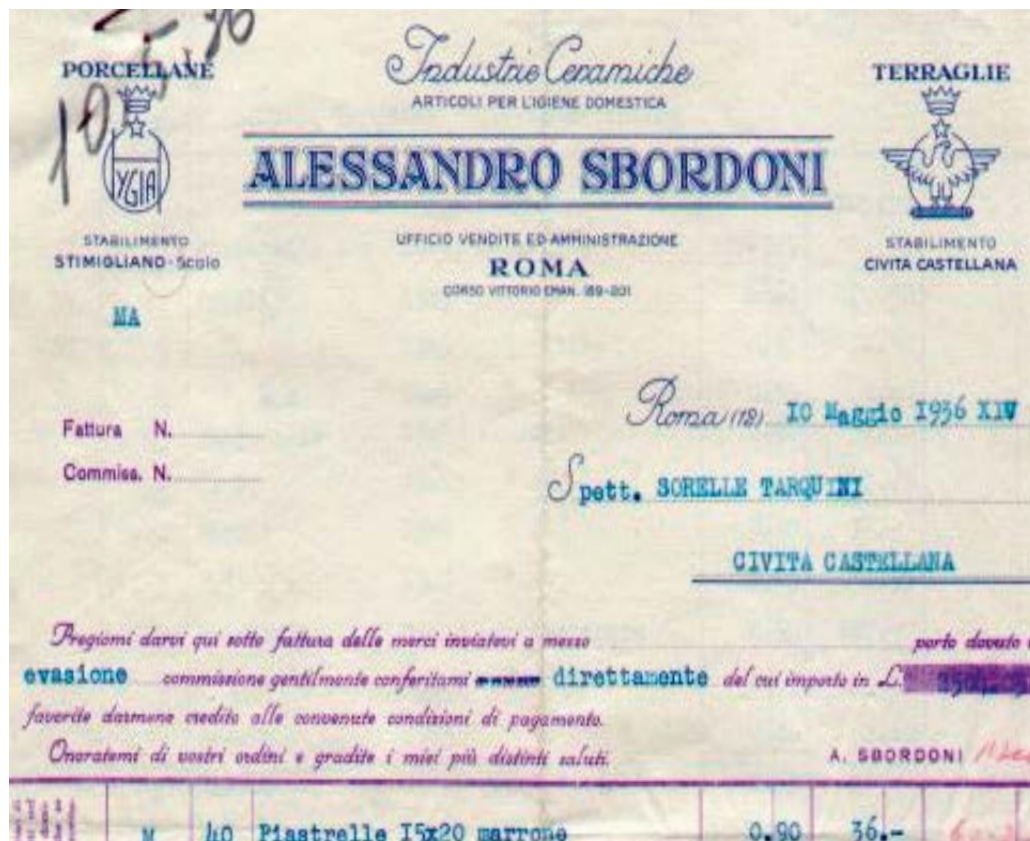 PORCELLANE
YGIA
STABILIMENTO
STIMIGLIANO - Scalo
Industrie Ceramiche
ARTICOLI PER L'IGIENE DOMESTICA
ALESSANDRO SBORDONI
UFFICIO VENDITE ED AMMINISTRAZIONE
ROMA
CORSO VITTORIO EMAN. 189-201
TERRAGLIE
STABILIMENTO
CIVITA CASTELLANA
MA
Fattura N.
Commiss. N.
Roma (112) 10 Maggio 1936 XIV
Spett. SORELLE TARQUINI
CIVITA CASTELLANA
Pregiomi darvi qui sotto fattura delle merci inviatevi a mezzo porto dovuto
evasione commissione gentilmente conferitami direttamente del cui importo in L.
favorite darmene credito alle convenute condizioni di pagamento.
Onoratemi di vostri ordini e gradite i miei più distinti saluti.
A. SBORDONI
M 40 Piastrelle 15x20 marrone 0,90 36.-